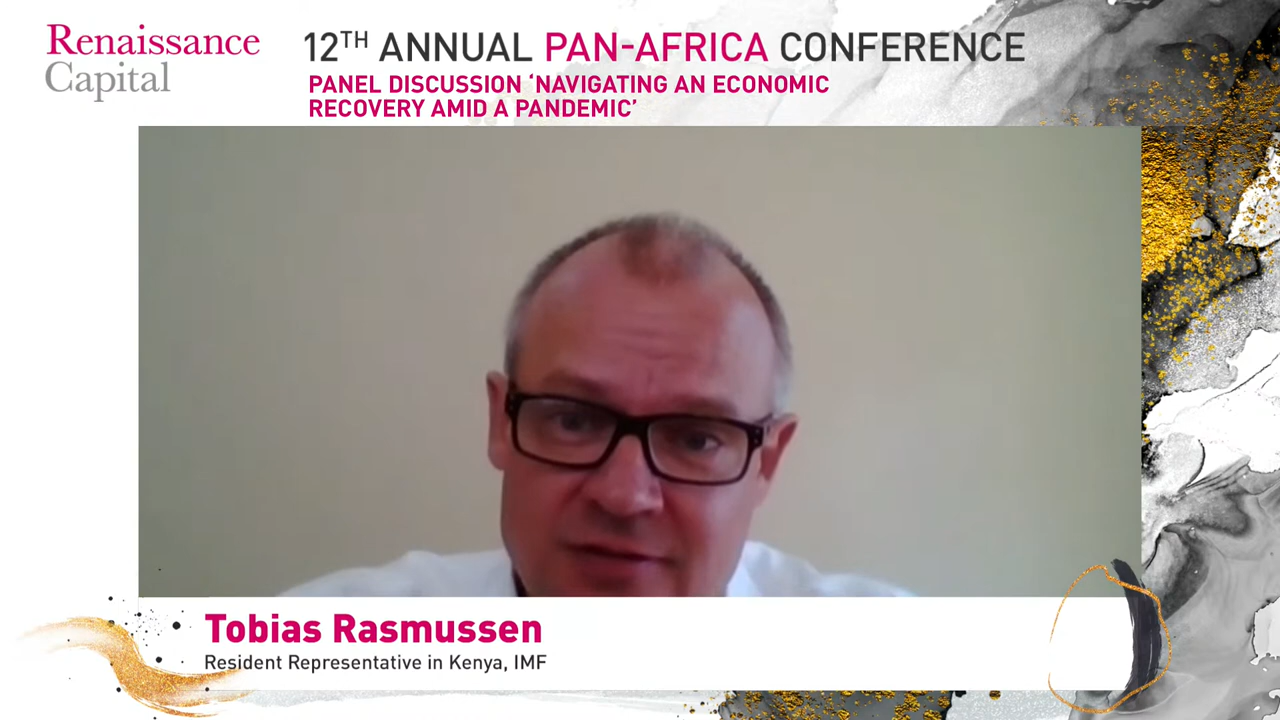 Renaissance
Capital
12TH ANNUAL PAN-AFRICA CONFERENCE
PANEL DISCUSSION ‘NAVIGATING AN ECONOMIC
RECOVERY AMID A PANDEMIC’
Tobias Rasmussen
Resident Representative in Kenya, IMF